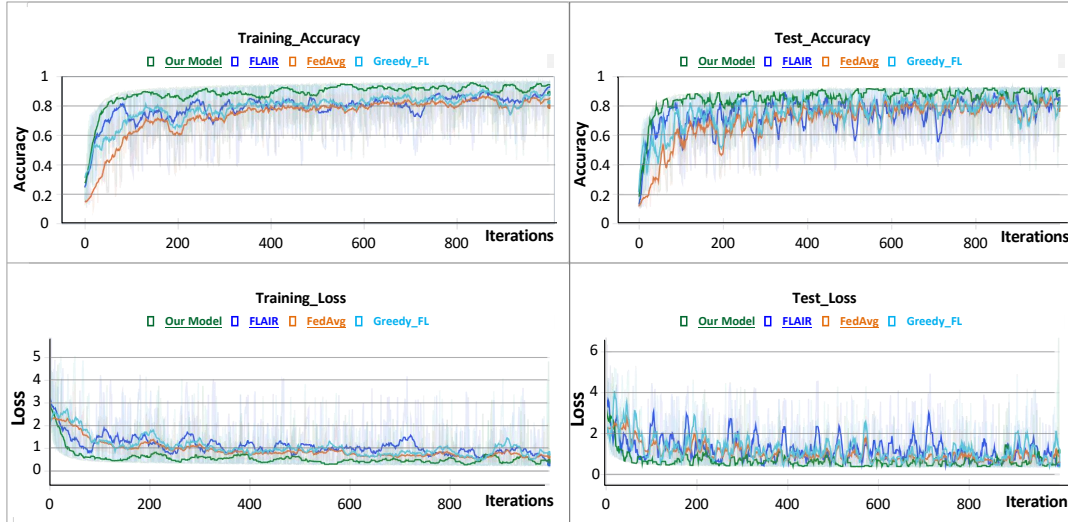 Training_Accuracy
Our Model FLAIR FedAvg Greedy_FL
1
0.8
0.6
0.4
0.2
0
Accuracy
0 200 400 600 800 Iterations
Test_Accuracy
Our Model FLAIR FedAvg Greedy_FL
1
0.8
0.6
0.4
0.2
0
Accuracy
0 200 400 600 800 Iterations
Training_Loss
Our Model FLAIR FedAvg Greedy_FL
5
4
3
2
1
0
Loss
0 200 400 600 800 Iterations
Test_Loss
Our Model FLAIR FedAvg Greedy_FL
6
4
2
0
Loss
0 200 400 600 800 Iterations